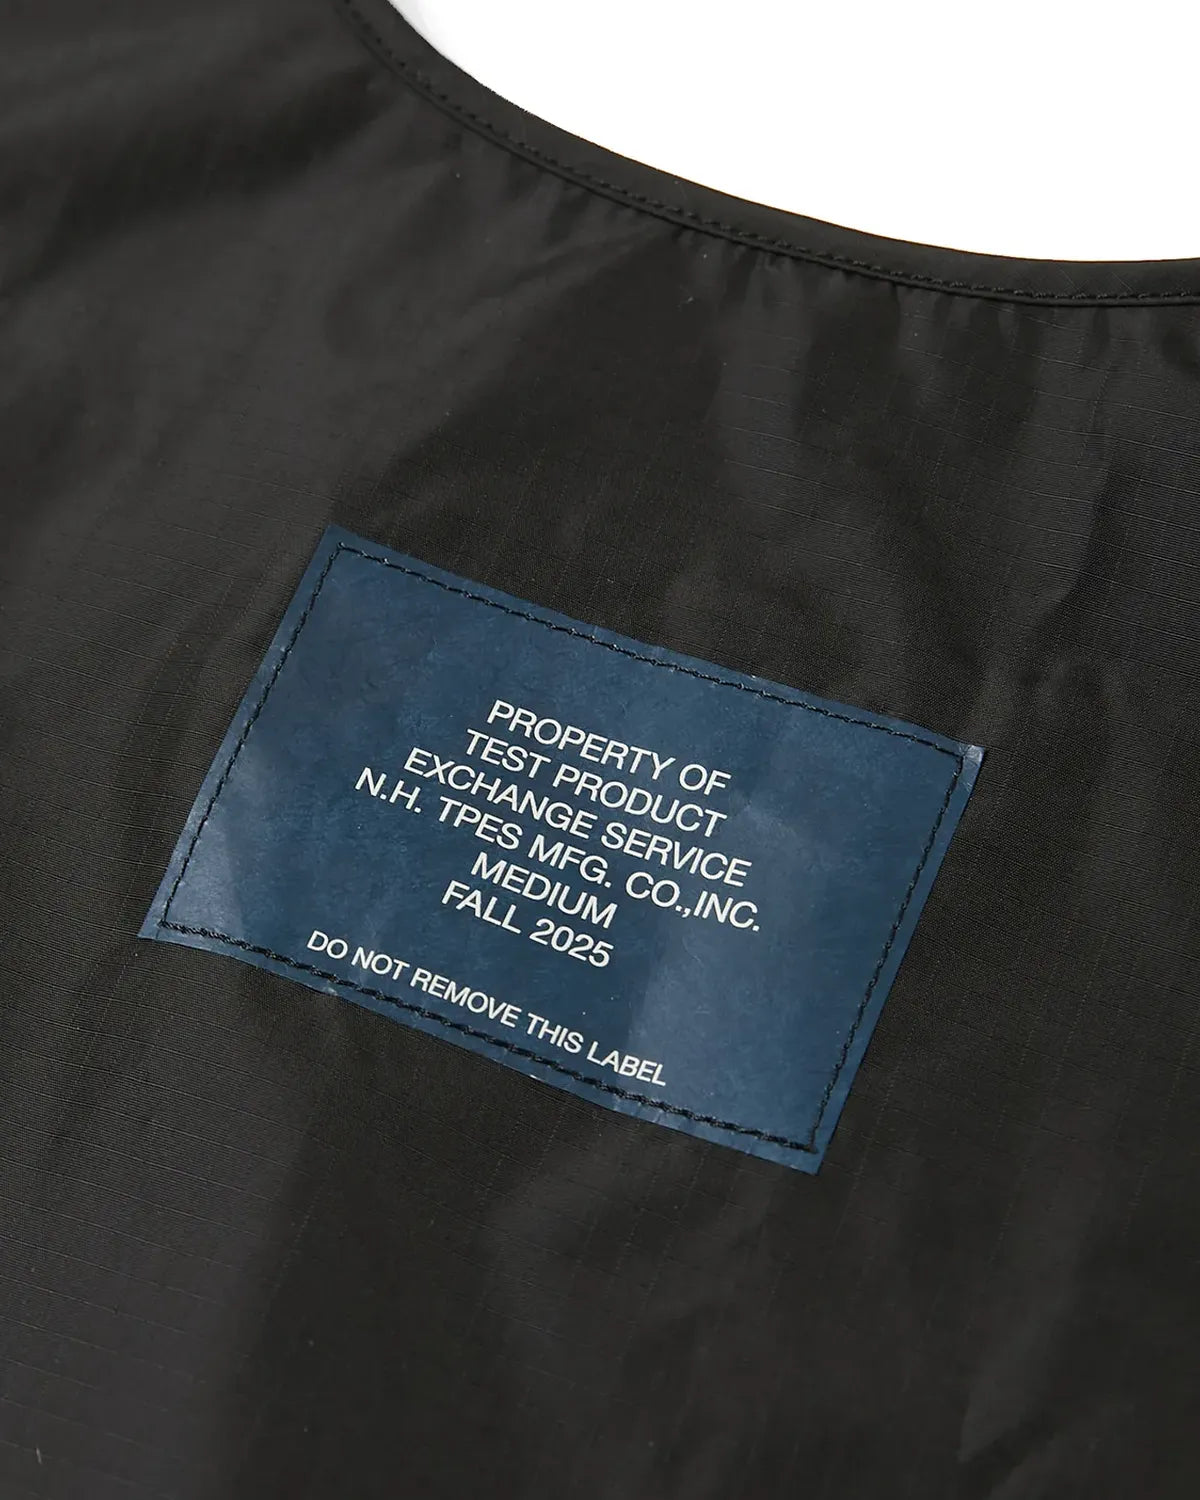 PROPERTY OF
TEST PRODUCT
EXCHANGE SERVICE
N.H. TPES MFG. CO.,INC.
MEDIUM
FALL 2025
DO NOT REMOVE THIS LABEL